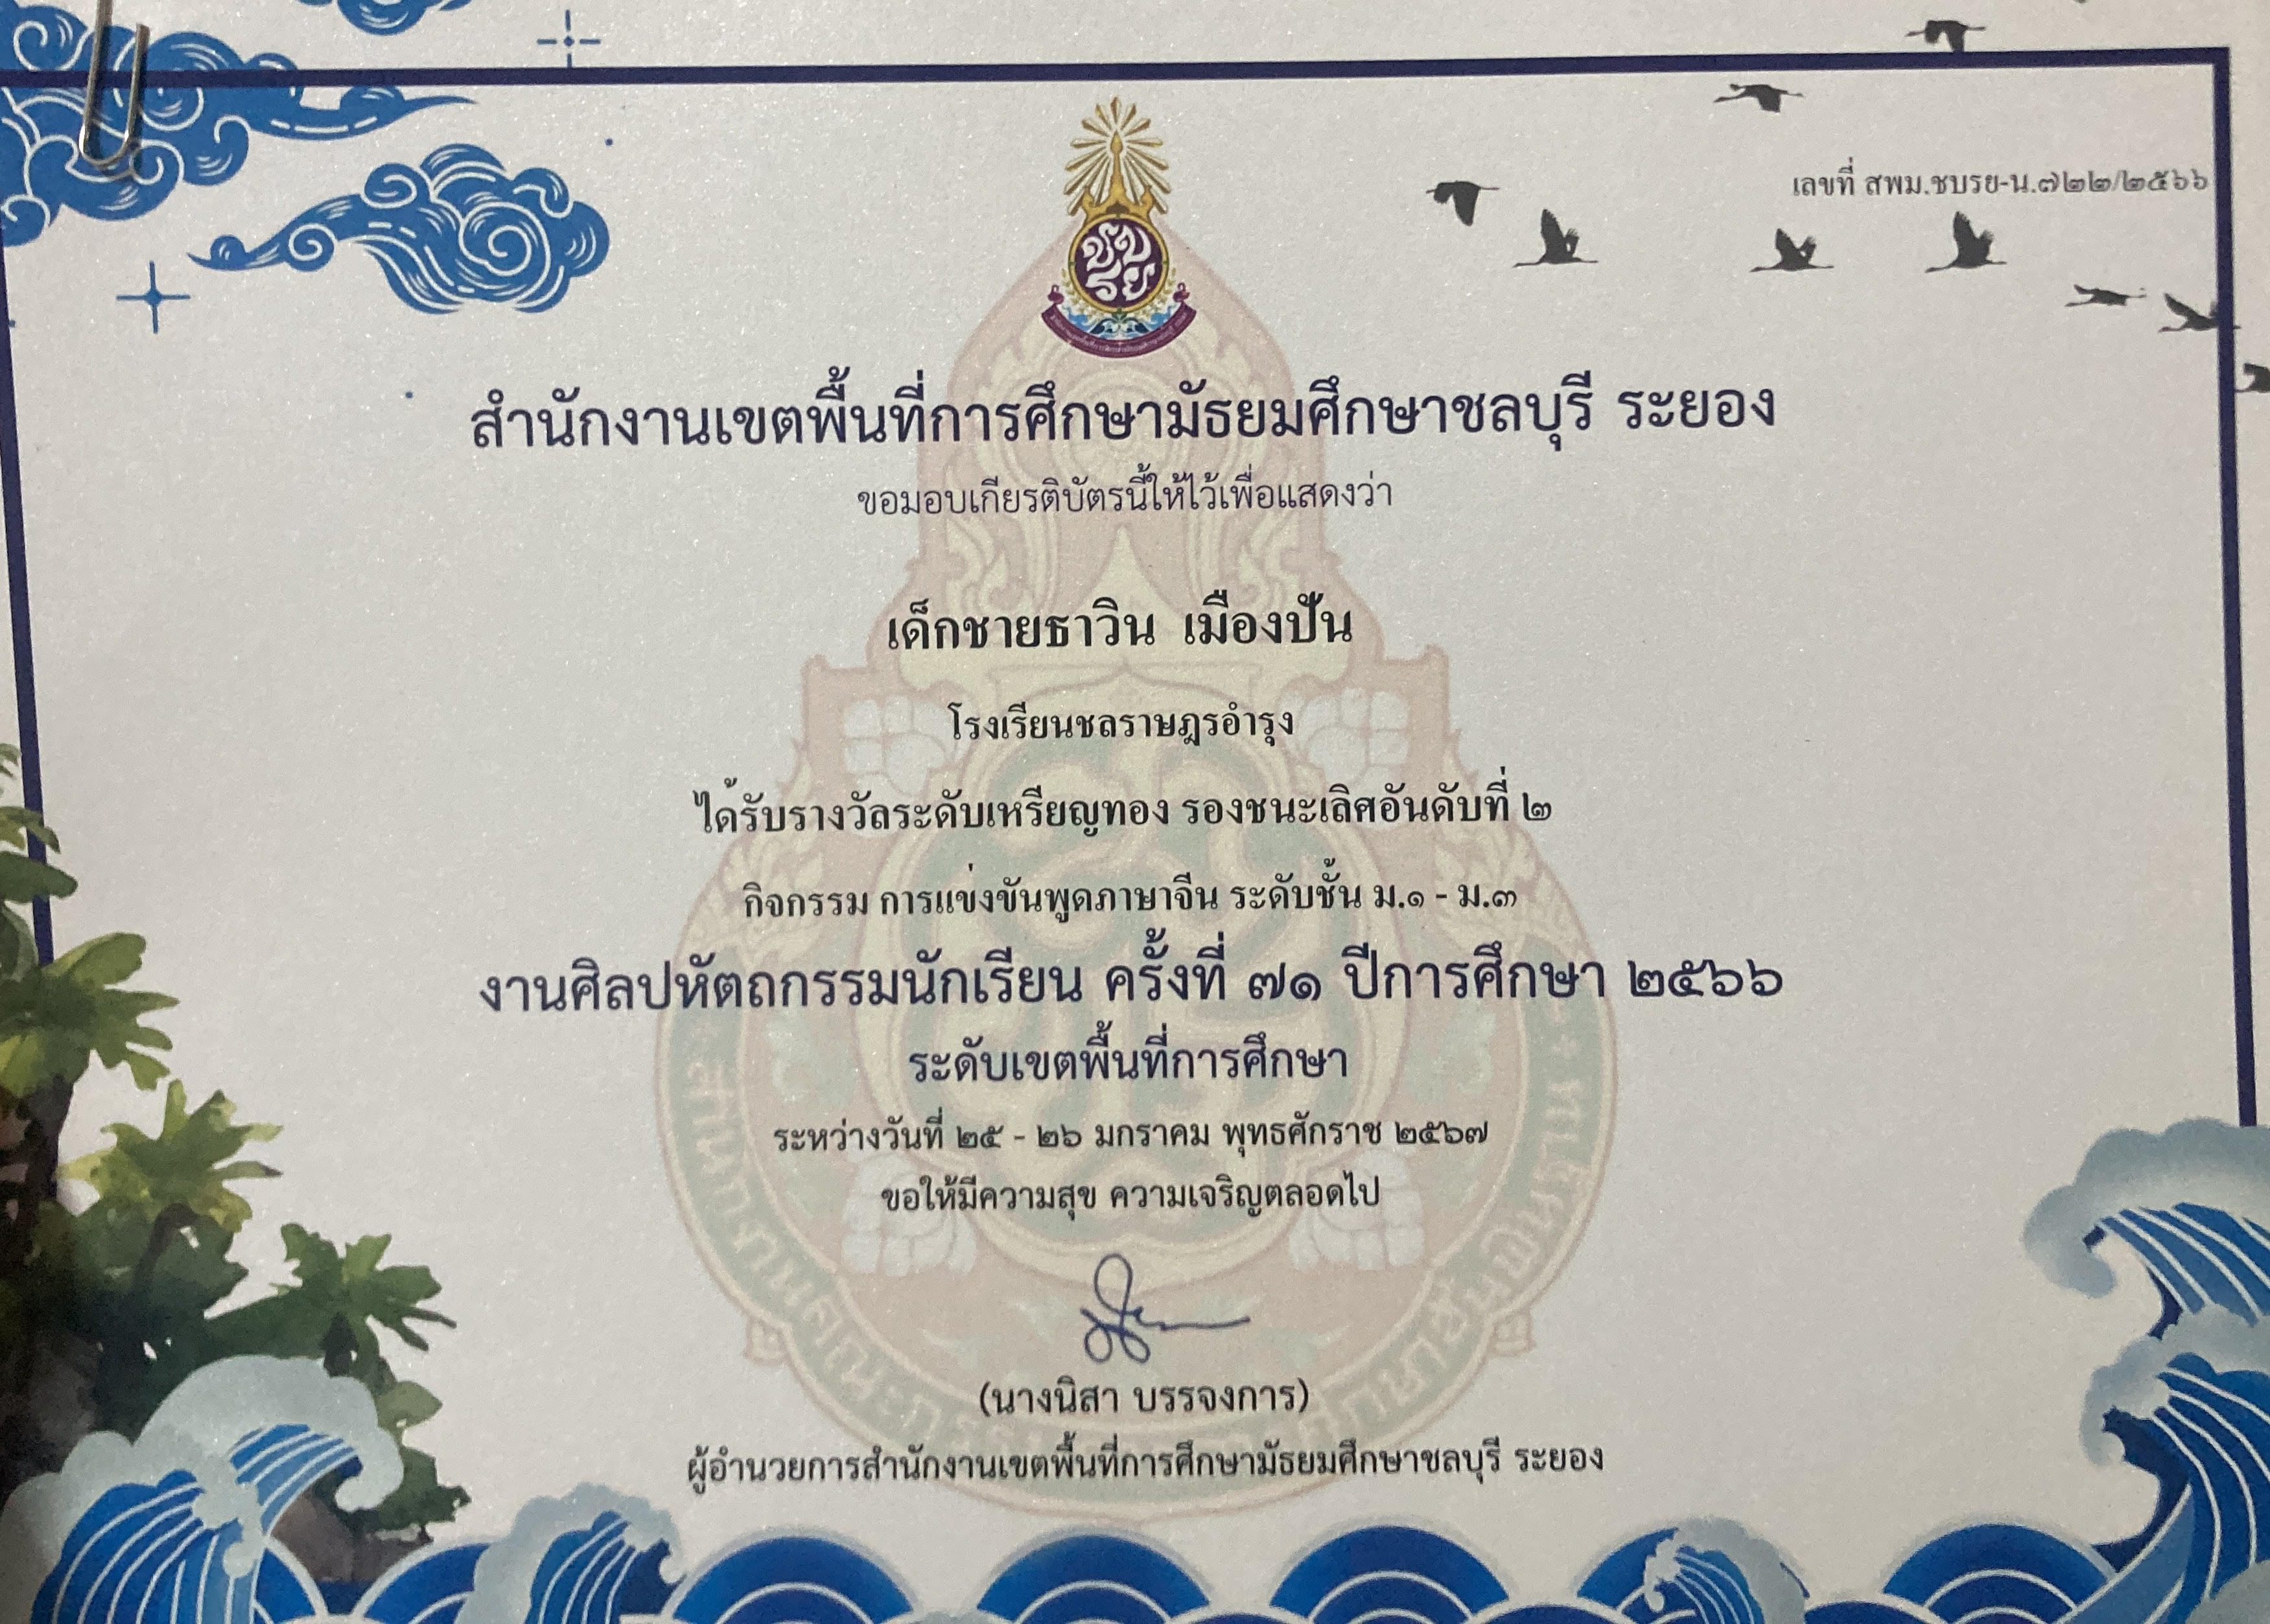 เลขที่ สพม.ชบรย-น.๗๒๒/๒๕๖๖
ชบ
รย
สำนักงานเขตพื้นที่การศึกษามัธยมศึกษาชลบุรี ระยอง
ขอมอบเกียรติบัตรนี้ให้ไว้เพื่อแสดงว่า
เด็กชายธาวิน เมืองปัน
โรงเรียนชลราษฎรอำรุง
ได้รับรางวัลระดับเหรียญทอง รองชนะเลิศอันดับที่ ๒
กิจกรรม การแข่งขันพูดภาษาจีน ระดับชั้น ม.๑ - ม.๓
งานศิลปหัตถกรรมนักเรียน ครั้งที่ ๗๑ ปีการศึกษา ๒๕๖๖
ระดับเขตพื้นที่การศึกษา
ระหว่างวันที่ ๒๕ - ๒๖ มกราคม พุทธศักราช ๒๕๖๗
ขอให้มีความสุข ความเจริญตลอดไป
(นางนิสา บรรจงการ)
ผู้อำนวยการสำนักงานเขตพื้นที่การศึกษามัธยมศึกษาชลบุรี ระยอง